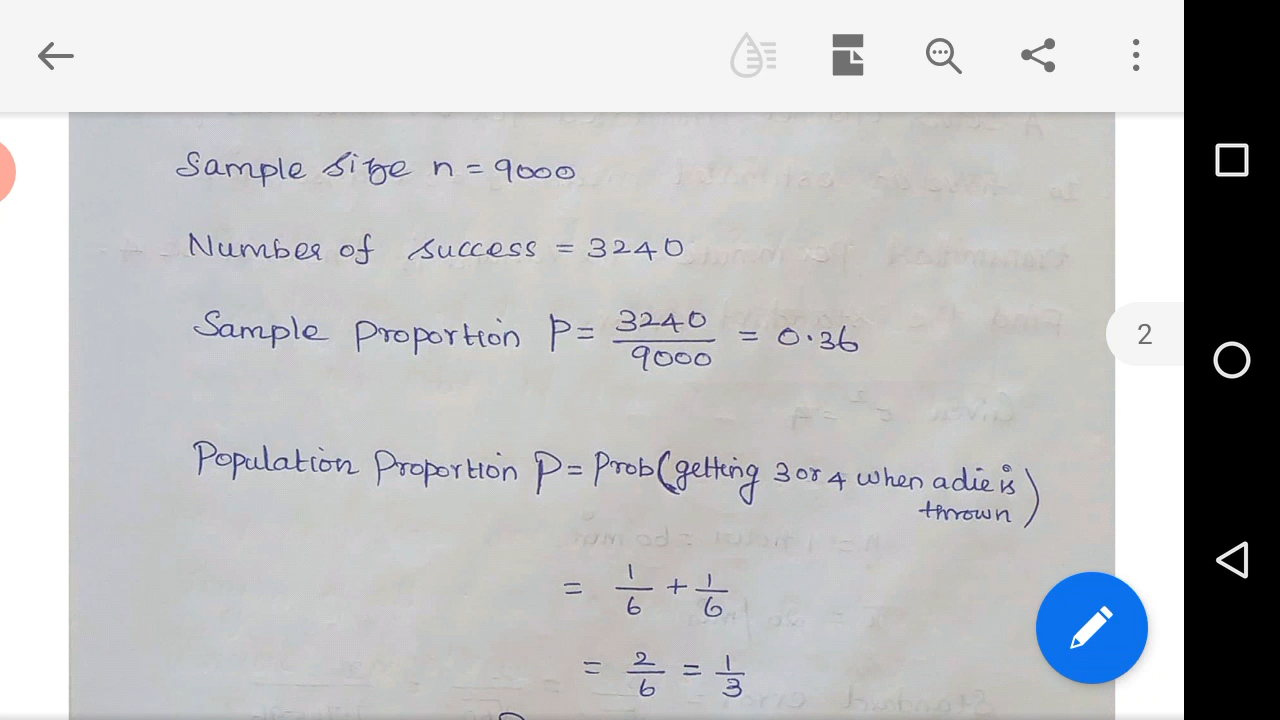 Sample size n = 9000
Number of success = 3240
Sample proportion p = 3240/9000 = 0.36
2
Population proportion P = Prob(getting 3 or 4 when a die is thrown)
= 1/6 + 1/6
= 2/6 = 1/3